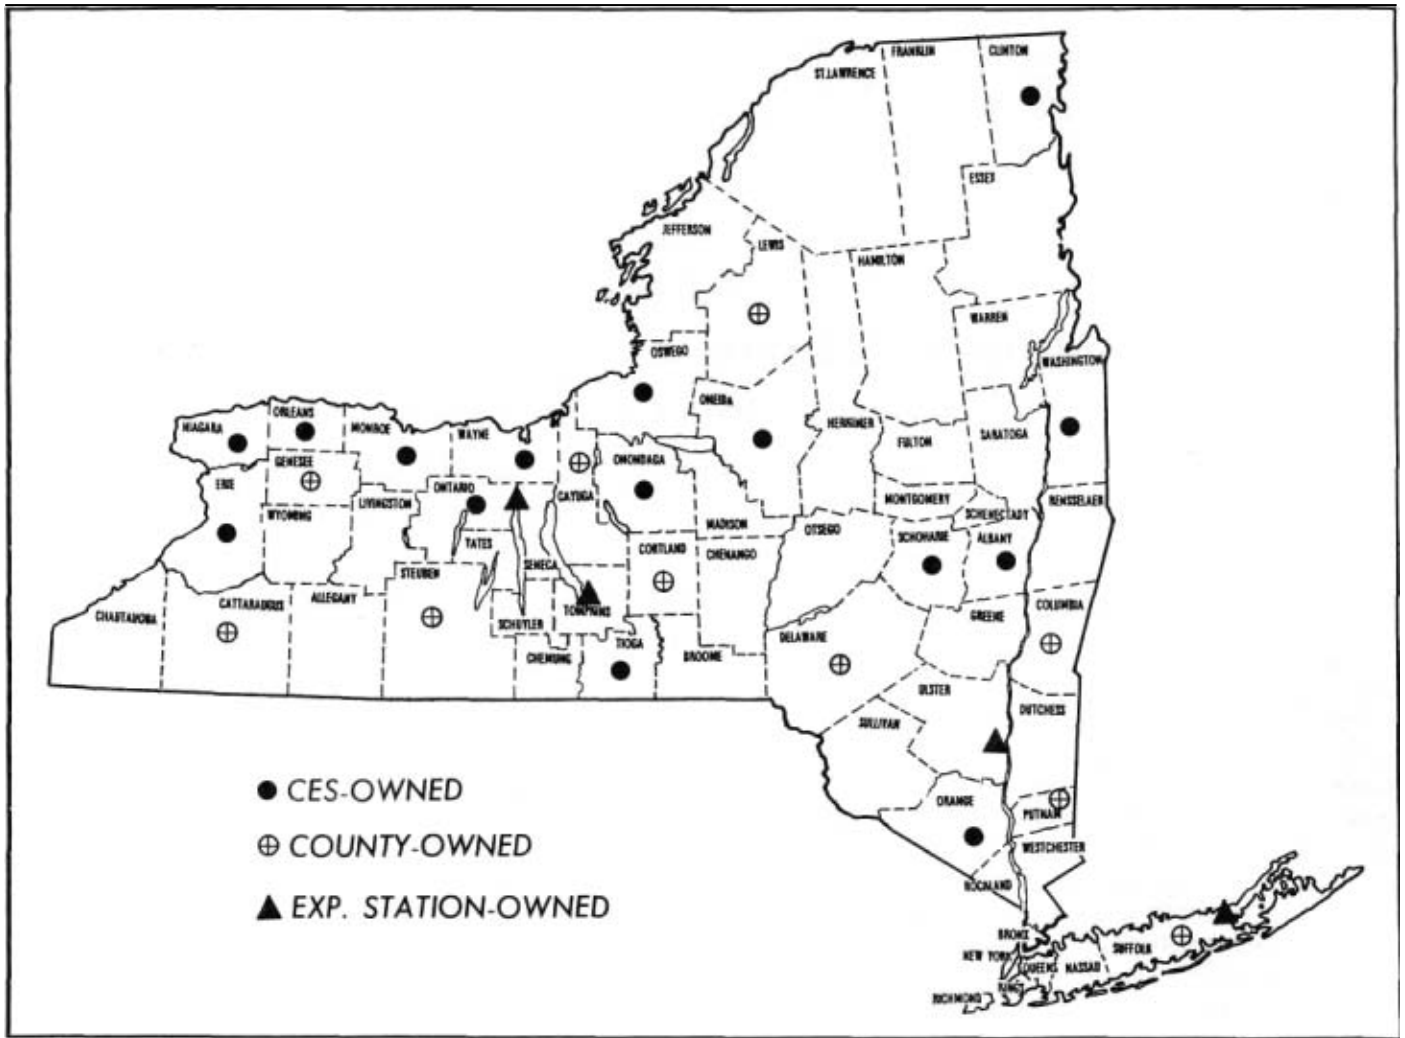 FRANKLIN
CLINTON
ST.LAWRENCE
ESSEX
JEFFERSON
LEWIS
HAMILTON
WARREN
OSWEGO
WASHINGTON
ONEIDA
ORLEANS
NIAGARA
MONROE
WAYNE
HERKIMER
FULTON
SARATOGA
GENESEE
ONONDAGA
ERIE
ONTARIO
CAYUGA
LIVINGSTON
MONTGOMERY
RENSSELAER
WYOMING
MADISON
OTSEGO
SCHENECTADY
SCHOHARIE
ALBANY
YATES
CORTLAND
CHENANGO
SENECA
STEUBEN
ALLEGANY
CATTARAUGUS
CHAUTAUQUA
TOMPKINS
COLUMBIA
GREENE
SCHUYLER
DELAWARE
TIOGA
CHEMUNG
BROOME
ULSTER
DUTCHESS
SULLIVAN
CES-OWNED
ORANGE
PUTNAM
COUNTY-OWNED
WESTCHESTER
ROCKLAND
EXP. STATION-OWNED
BRONX
SUFFOLK
NEW YORK
QUEENS
NASSAU
KINGS
RICHMOND